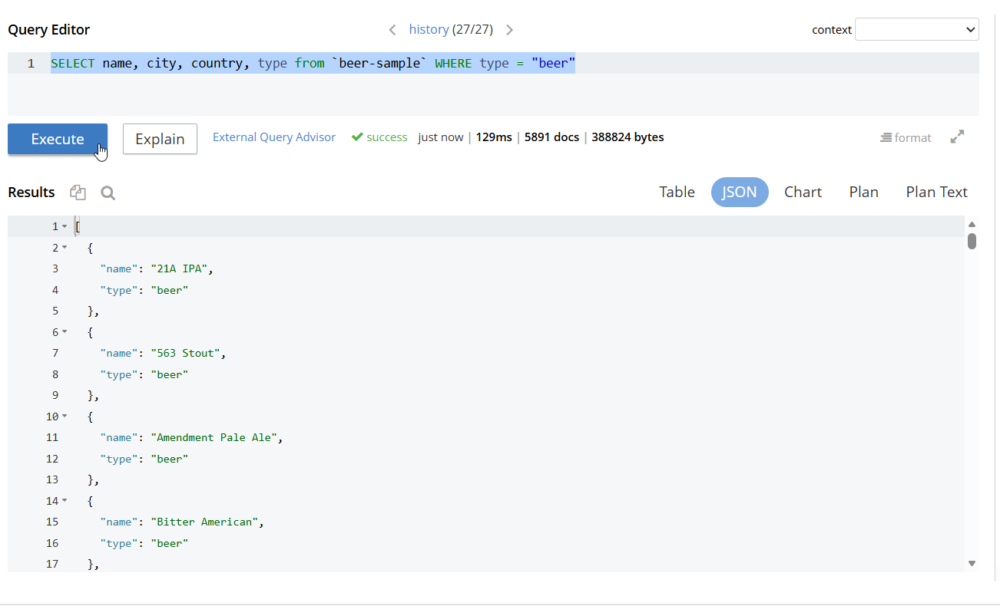 Query Editor
history (27/27)
context
1 SELECT name, city, country, type from `beer-sample` WHERE type = "beer"
Execute Explain External Query Advisor success just now | 129ms | 5891 docs | 388824 bytes format
Results Table JSON Chart Plan Plan Text
1 [
2 {
3 "name": "21A IPA",
4 "type": "beer"
5 },
6 {
7 "name": "563 Stout",
8 "type": "beer"
9 },
10 {
11 "name": "Amendment Pale Ale",
12 "type": "beer"
13 },
14 {
15 "name": "Bitter American",
16 "type": "beer"
17 },